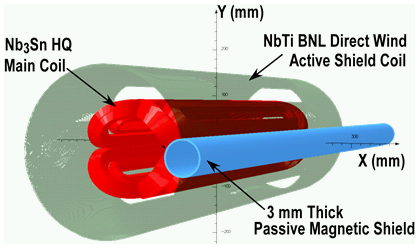 Y (mm)
Nb3Sn HQ
Main Coil
NbTi BNL Direct Wind
Active Shield Coil
X (mm)
3 mm Thick
Passive Magnetic Shield